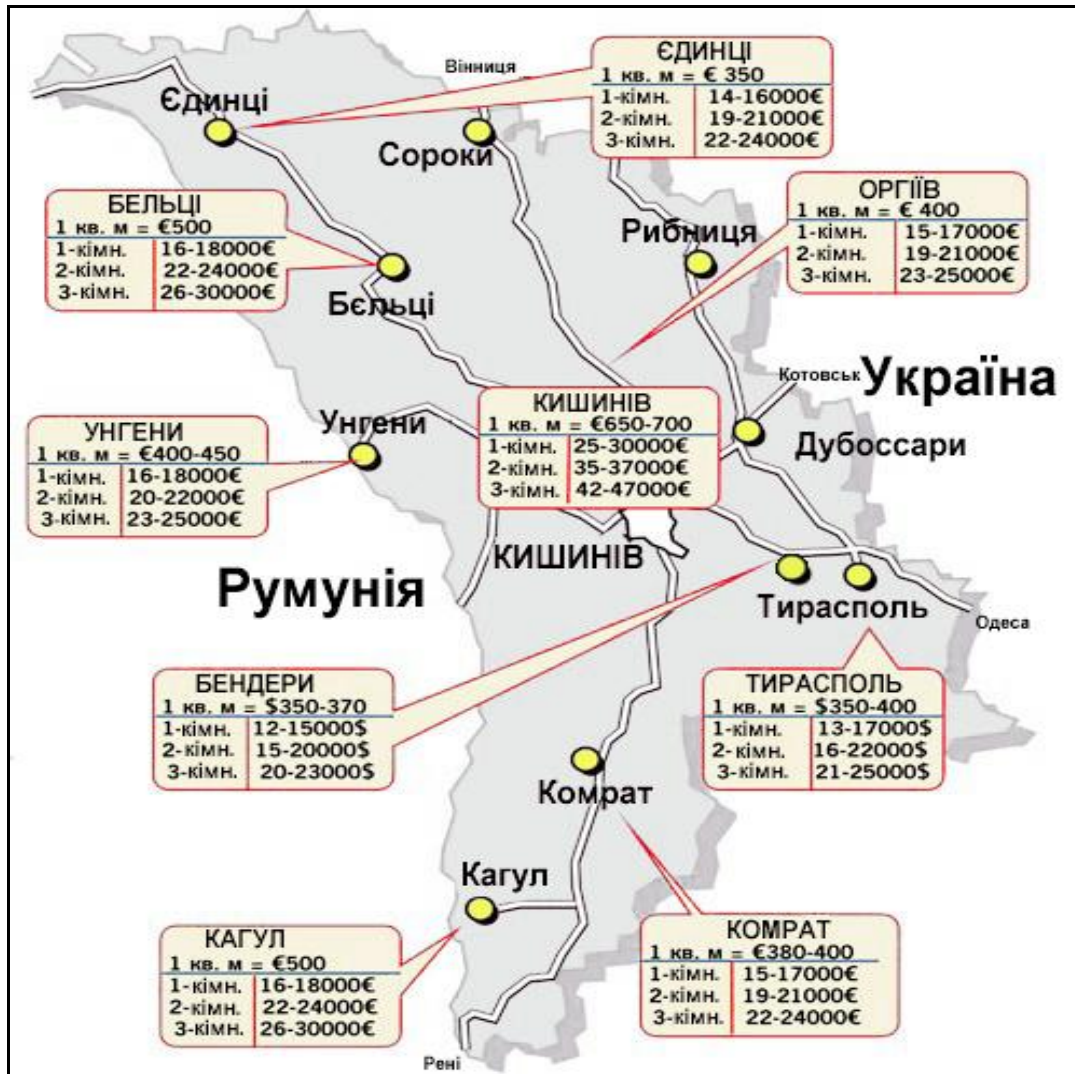 ЄДИНЦІ
1 кв. м = € 350
1-кімн. 14-16000€
2-кімн. 19-21000€
3-кімн. 22-24000€
Вінниця
Єдинці
Сороки
БЕЛЬЦІ
1 кв. м = €500
1-кімн. 16-18000€
2-кімн. 22-24000€
3-кімн. 26-30000€
ОРГІЇВ
1 кв. м = € 400
1-кімн. 15-17000€
2-кімн. 19-21000€
3-кімн. 23-25000€
Рибниця
Бєльці
Котовськ
Україна
КИШИНІВ
1 кв. м = €650-700
1-кімн. 25-30000€
2-кімн. 35-37000€
3-кімн. 42-47000€
Унгени
УНГЕНИ
1 кв. м = €400-450
1-кімн. 16-18000€
2-кімн. 20-22000€
3-кімн. 23-25000€
Дубоссари
КИШИНІВ
Румунія
Тирасполь
Одеса
БЕНДЕРИ
1 кв. м = $350-370
1-кімн. 12-15000$
2-кімн. 15-20000$
3-кімн. 20-23000$
ТИРАСПОЛЬ
1 кв. м = $350-400
1-кімн. 13-17000$
2-кімн. 16-22000$
3-кімн. 21-25000$
Комрат
Кагул
КАГУЛ
1 кв. м = €500
1-кімн. 16-18000€
2-кімн. 22-24000€
3-кімн. 26-30000€
КОМРАТ
1 кв. м = €380-400
1-кімн. 15-17000€
2-кімн. 19-21000€
3-кімн. 22-24000€
Рені